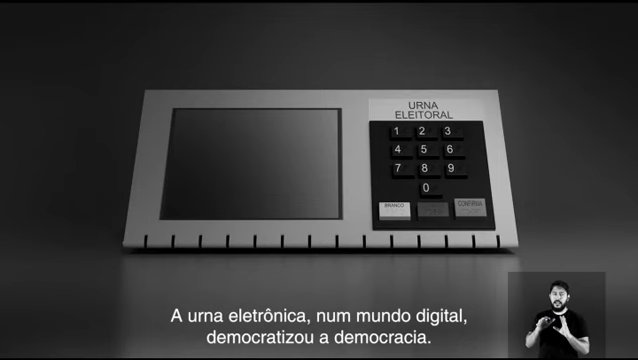 URNA
ELEITORAL
1 2 3
4 5 6
7 8 9
0
BRANCO
CONFIRMA
A urna eletrônica, num mundo digital,
democratizou a democracia.